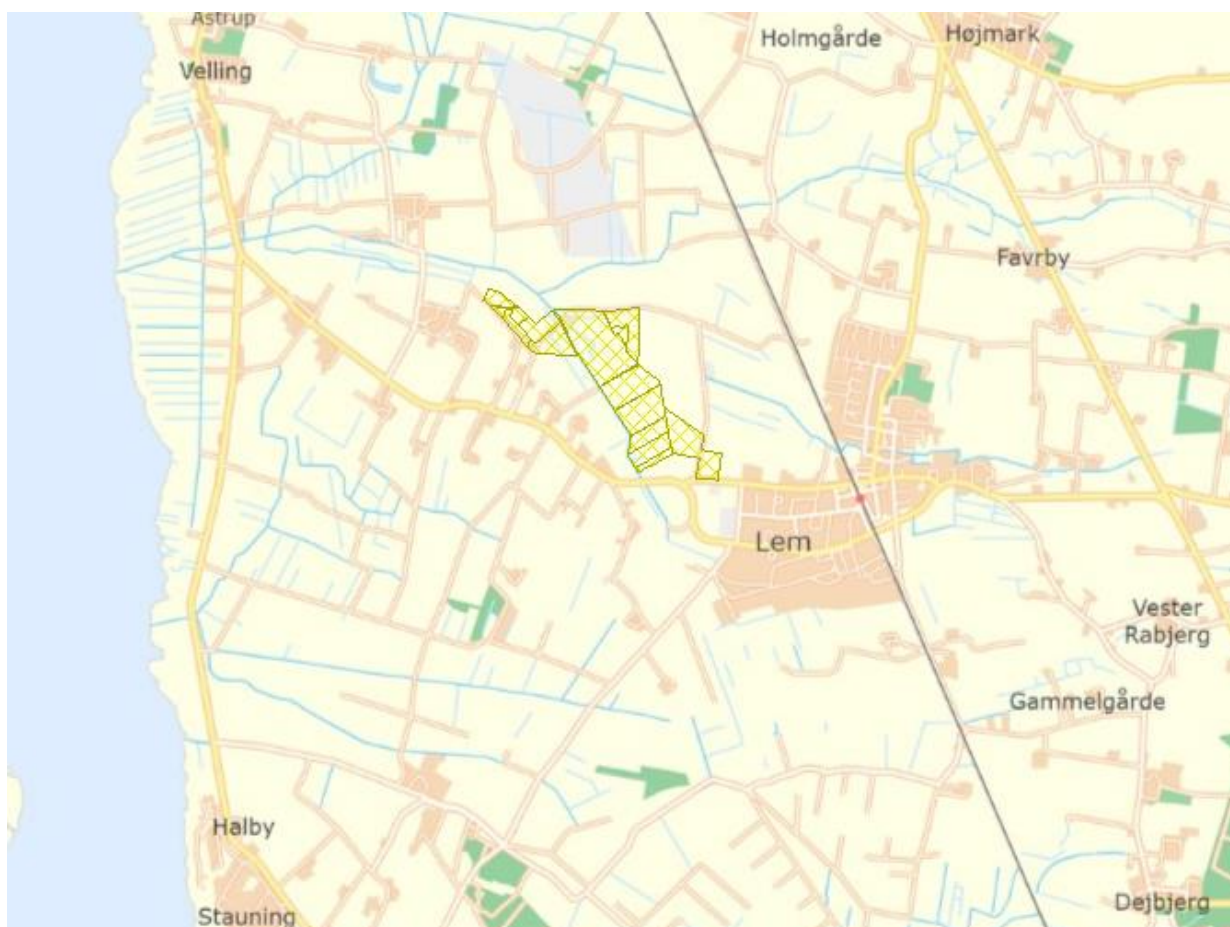 Astrup
Holmgårde
Højmark
Velling
Favrby
Lem
Vester
Rabjerg
Gammelgårde
Halby
Dejbjerg
Stauning